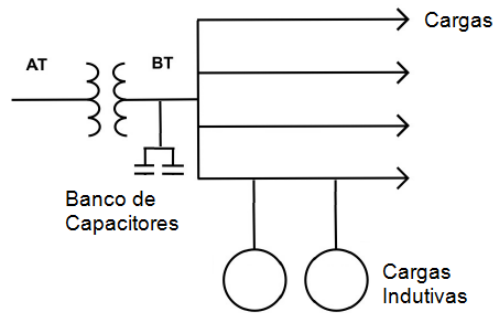 Cargas
AT
BT
Banco de
Capacitores
Cargas
Indutivas